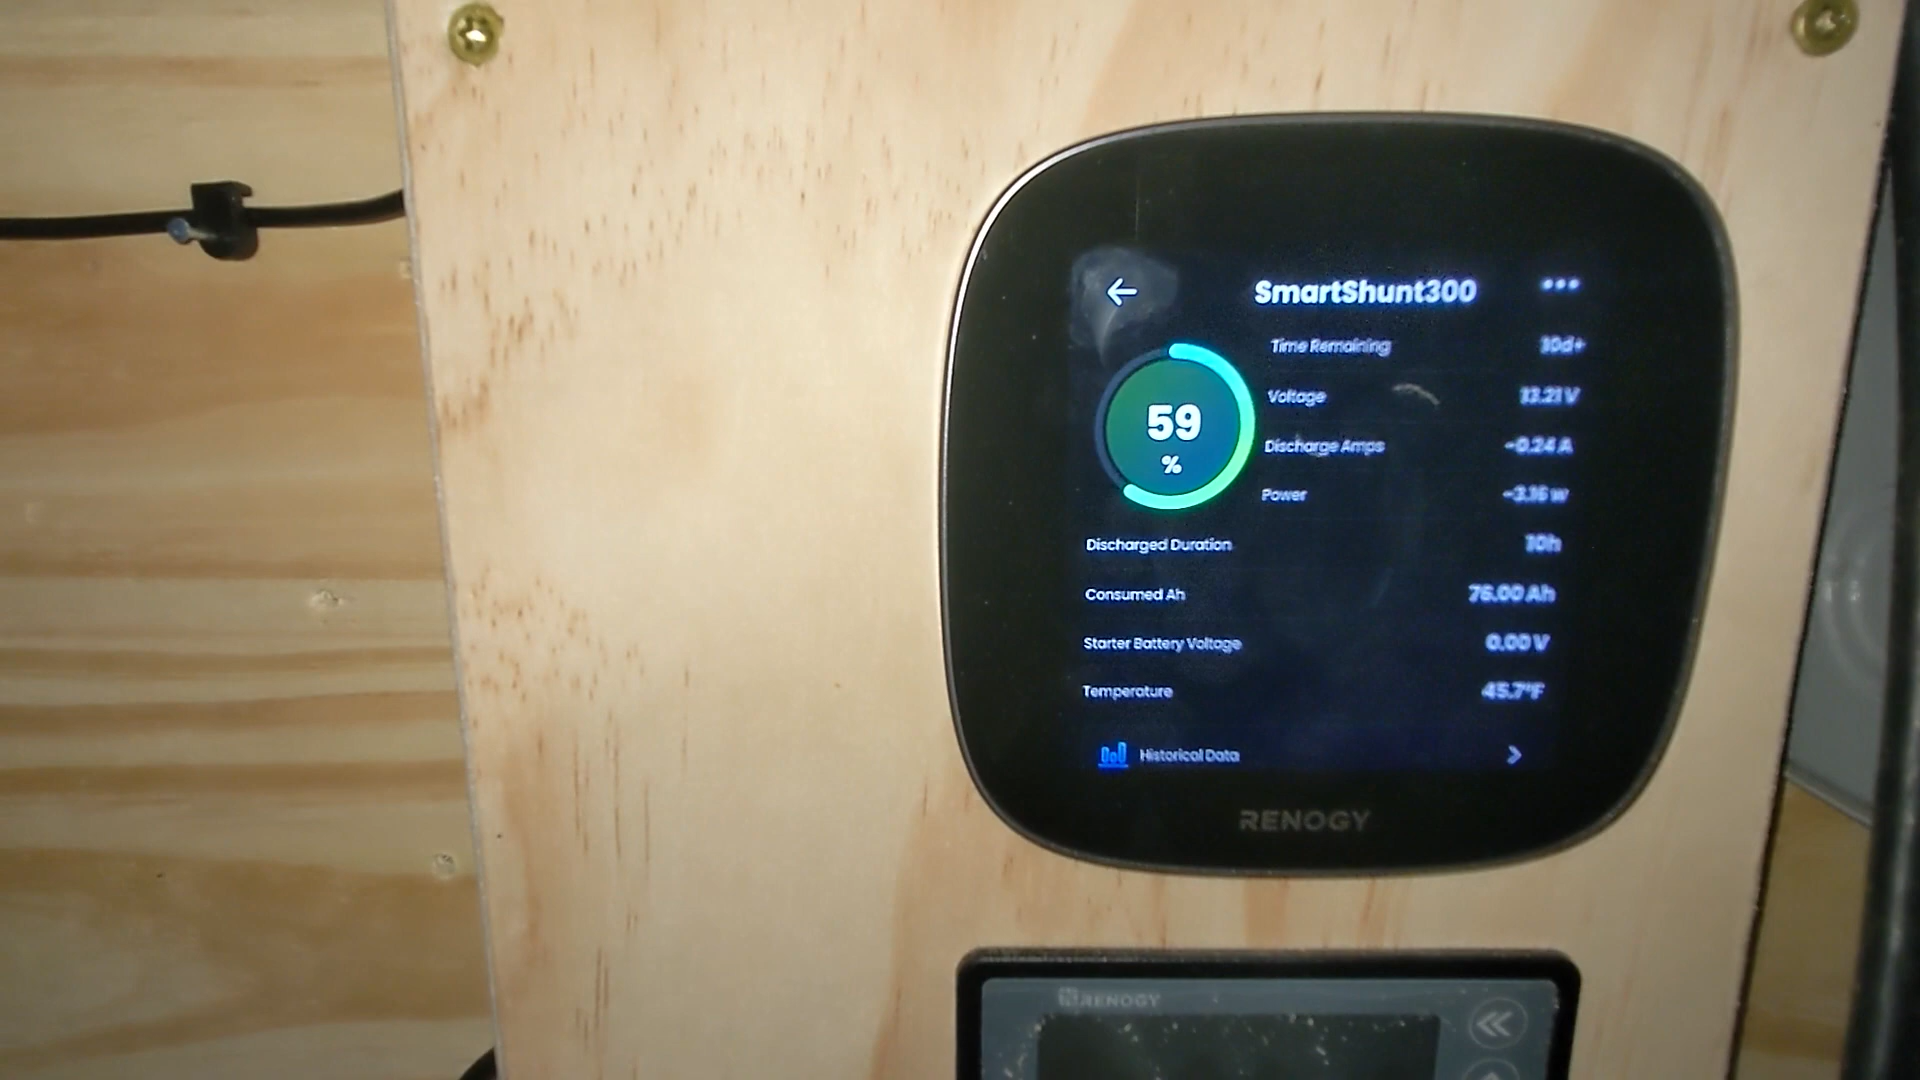 SmartShunt300
Time Remaining 10d+
Voltage 13.21 V
59
%
Discharge Amps -0.24 A
Power -3.16 w
Discharged Duration 10h
Consumed Ah 76.00 Ah
Starter Battery Voltage 0.00 V
Temperature 45.7°F
Historical Data
RENOGY
RENOGY